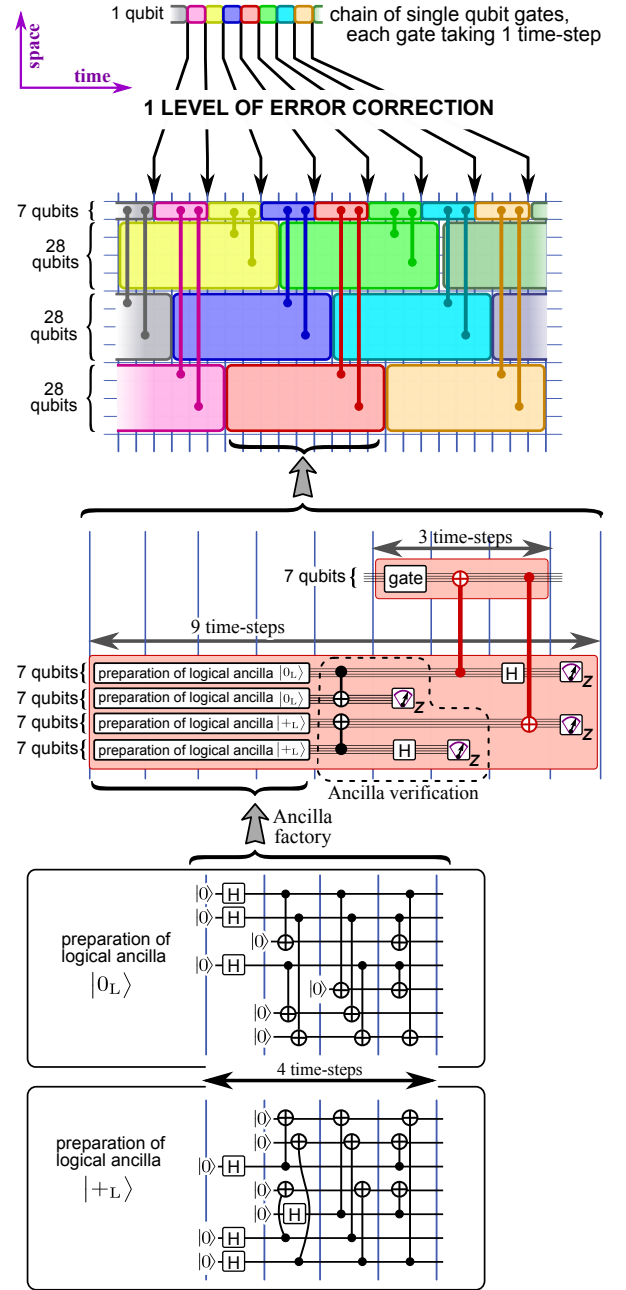 1 qubit
chain of single qubit gates,
each gate taking 1 time-step
space
time
1 LEVEL OF ERROR CORRECTION
7 qubits
28
qubits
28
qubits
28
qubits
3 time-steps
7 qubits
gate
9 time-steps
7 qubits
preparation of logical ancilla |0L⟩
H
Z
7 qubits
preparation of logical ancilla |0L⟩
Z
7 qubits
preparation of logical ancilla |+L⟩
Z
7 qubits
preparation of logical ancilla |+L⟩
H
Z
Ancilla verification
Ancilla
factory
preparation of
logical ancilla
|0L⟩
|0⟩ H
|0⟩ H
|0⟩
|0⟩ H
|0⟩
|0⟩
|0⟩
4 time-steps
preparation of
logical ancilla
|+L⟩
|0⟩
|0⟩
|0⟩ H
|0⟩
|0⟩ H
|0⟩ H
|0⟩ H